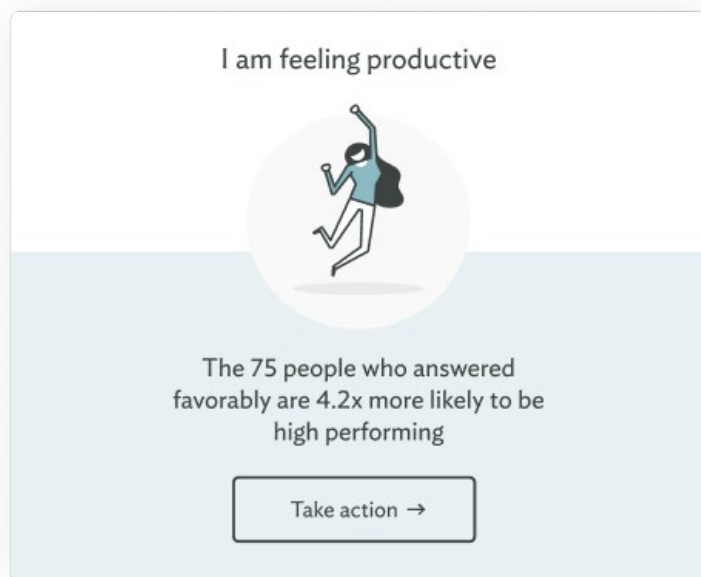 I am feeling productive
The 75 people who answered
favorably are 4.2x more likely to be
high performing
Take action →